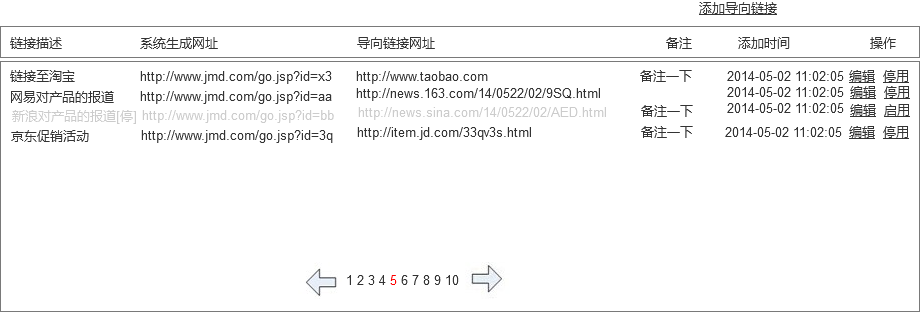 添加导向链接
链接描述 系统生成网址 导向链接网址 备注 添加时间 操作
链接至淘宝 http://www.jmd.com/go.jsp?id=x3 http://www.taobao.com 备注一下 2014-05-02 11:02:05 编辑 停用
网易对产品的报道 http://www.jmd.com/go.jsp?id=aa http://news.163.com/14/0522/02/9SQ.html 2014-05-02 11:02:05 编辑 停用
新浪对产品的报道[停] http://www.jmd.com/go.jsp?id=bb http://news.sina.com/14/0522/02/AED.html 备注一下 2014-05-02 11:02:05 编辑 启用
京东促销活动 http://www.jmd.com/go.jsp?id=3q http://item.jd.com/33qv3s.html 备注一下 2014-05-02 11:02:05 编辑 停用
1 2 3 4 5 6 7 8 9 10